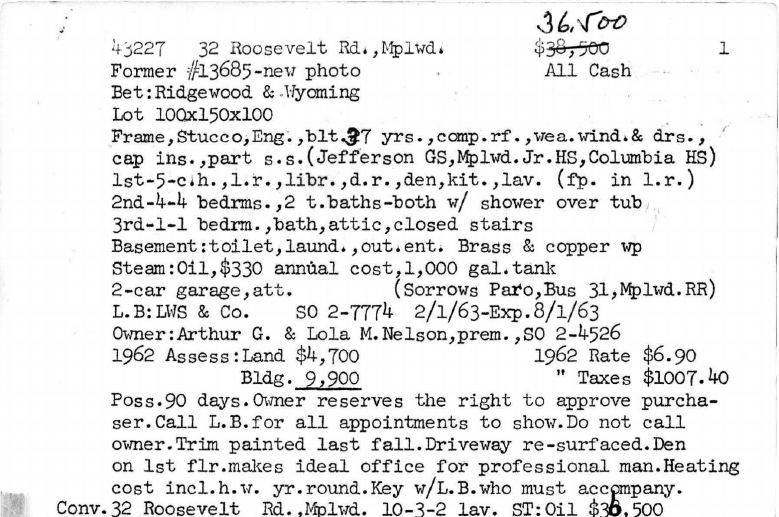 36,500
43227 32 Roosevelt Rd.,Mplwd. $38,500 1
Former #13685-new photo All Cash
Bet:Ridgewood & Wyoming
Lot 100x150x100
Frame,Stucco,Eng.,blt.37 yrs.,comp.rf.,wea.wind.& drs.,
cap ins.,part s.s.(Jefferson GS,Mplwd.Jr.HS,Columbia HS)
1st-5-c.h.,l.r.,libr.,d.r.,den,kit.,lav. (fp. in l.r.)
2nd-4-4 bedrms.,2 t.baths-both w/ shower over tub
3rd-1-1 bedrm.,bath,attic,closed stairs
Basement:toilet,laund.,out.ent. Brass & copper wp
Steam:Oil,$330 annual cost,1,000 gal.tank
2-car garage,att. (Sorrows Paro,Bus 31,Mplwd.RR)
L.B:LWS & Co. SO 2-7774 2/1/63-Exp.8/1/63
Owner:Arthur G. & Lola M.Nelson,prem.,SO 2-4526
1962 Assess:Land $4,700 1962 Rate $6.90
Bldg. 9,900 " Taxes $1007.40
Poss.90 days.Owner reserves the right to approve purcha-
ser.Call L.B.for all appointments to show.Do not call
owner.Trim painted last fall.Driveway re-surfaced.Den
on 1st flr.makes ideal office for professional man.Heating
cost incl.h.w. yr.round.Key w/L.B.who must accompany.
Conv.32 Roosevelt Rd.,Mplwd. 10-3-2 lav. ST:Oil $36,500